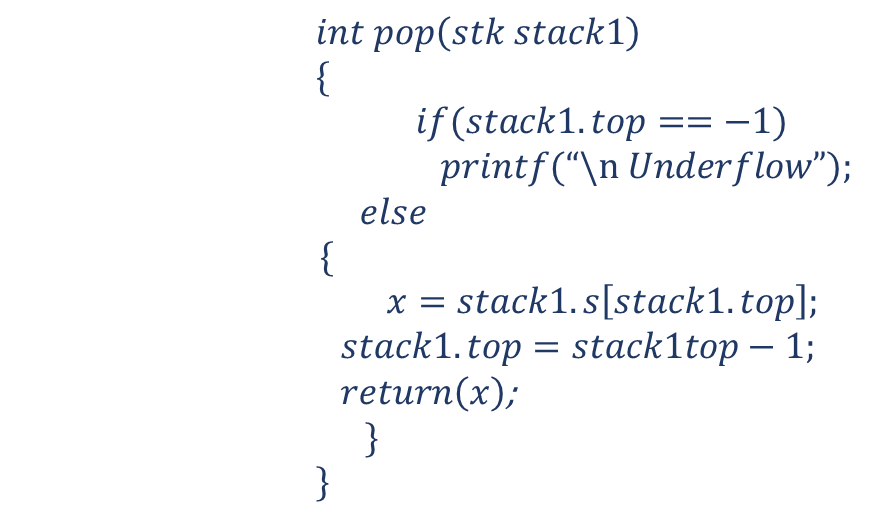 int pop(stk stack1)
{
if(stack1.top == −1)
printf(“\n Underflow”);
else
{
x = stack1.s[stack1.top];
stack1.top = stack1top − 1;
return(x);
}
}